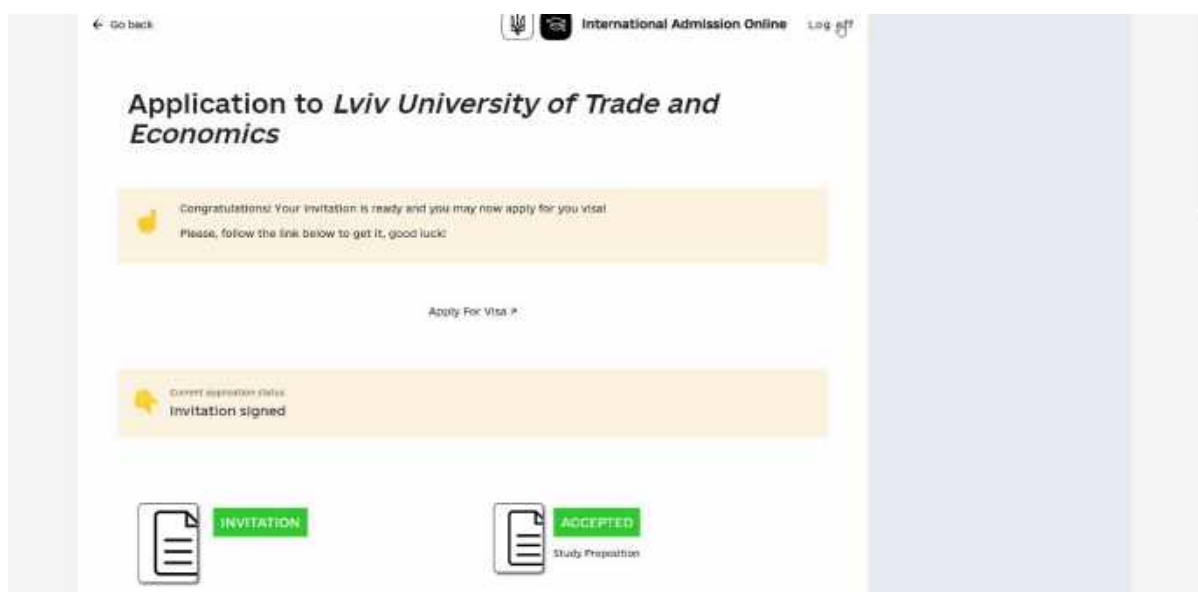 ← Go back
International Admission Online
Log off
Application to Lviv University of Trade and
Economics
Congratulations! Your invitation is ready and you may now apply for you visa!
Please, follow the link below to get it, good luck!
Apply For Visa ↗
Current application status
Invitation signed
INVITATION
ACCEPTED
Study Proposition